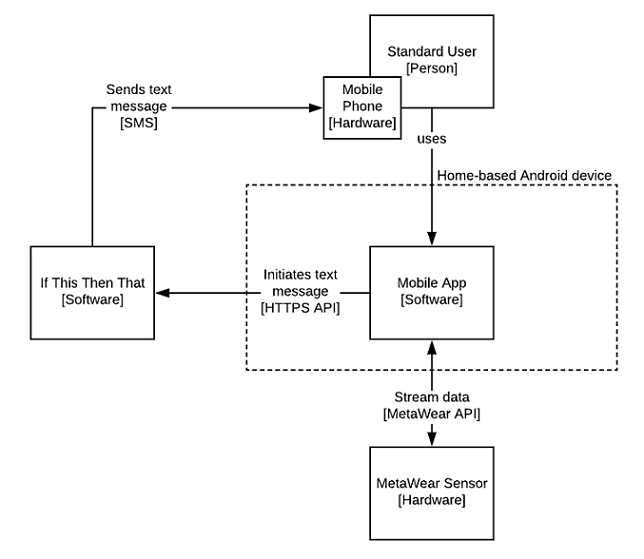 Standard User
[Person]
Sends text
message
[SMS]
Mobile
Phone
[Hardware]
uses
Home-based Android device
If This Then That
[Software]
Initiates text
message
[HTTPS API]
Mobile App
[Software]
Stream data
[MetaWear API]
MetaWear Sensor
[Hardware]